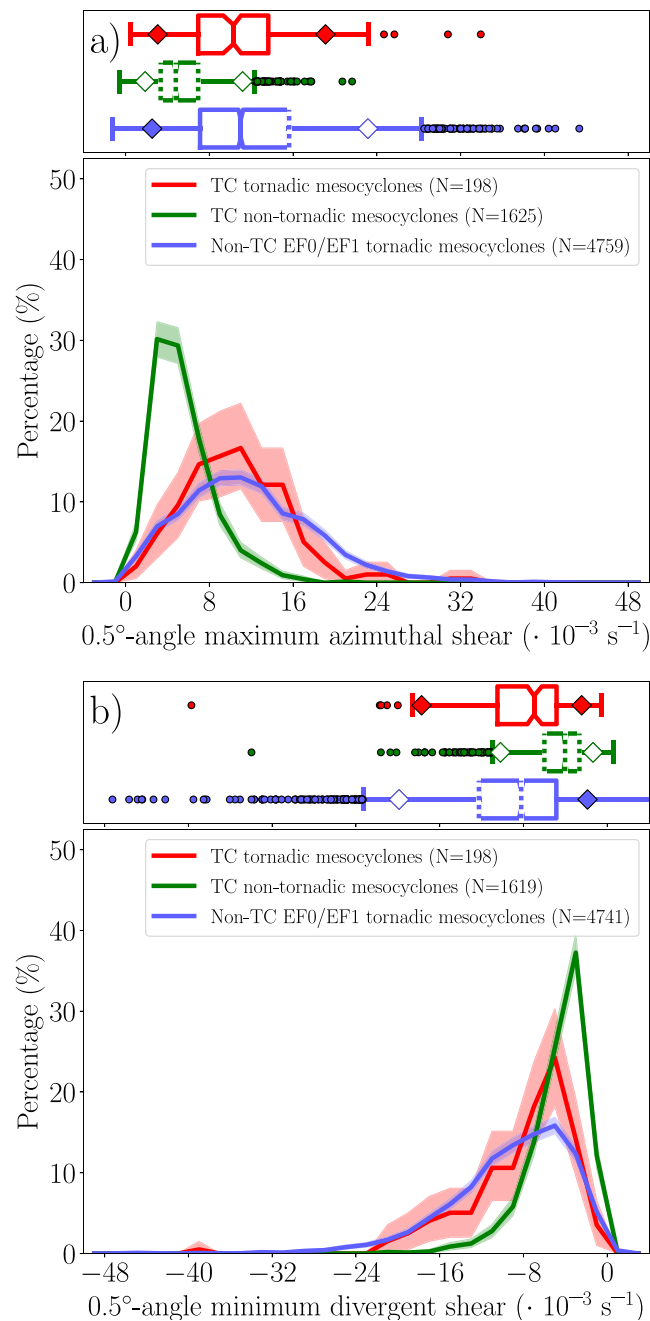 a)
50
40
30
20
10
0
Percentage (%)
TC tornadic mesocyclones (N=198)
TC non-tornadic mesocyclones (N=1625)
Non-TC EF0/EF1 tornadic mesocyclones (N=4759)
0 8 16 24 32 40 48
0.5°-angle maximum azimuthal shear (· 10⁻³ s⁻¹)
b)
50
40
30
20
10
0
Percentage (%)
TC tornadic mesocyclones (N=198)
TC non-tornadic mesocyclones (N=1619)
Non-TC EF0/EF1 tornadic mesocyclones (N=4741)
−48 −40 −32 −24 −16 −8 0
0.5°-angle minimum divergent shear (· 10⁻³ s⁻¹)